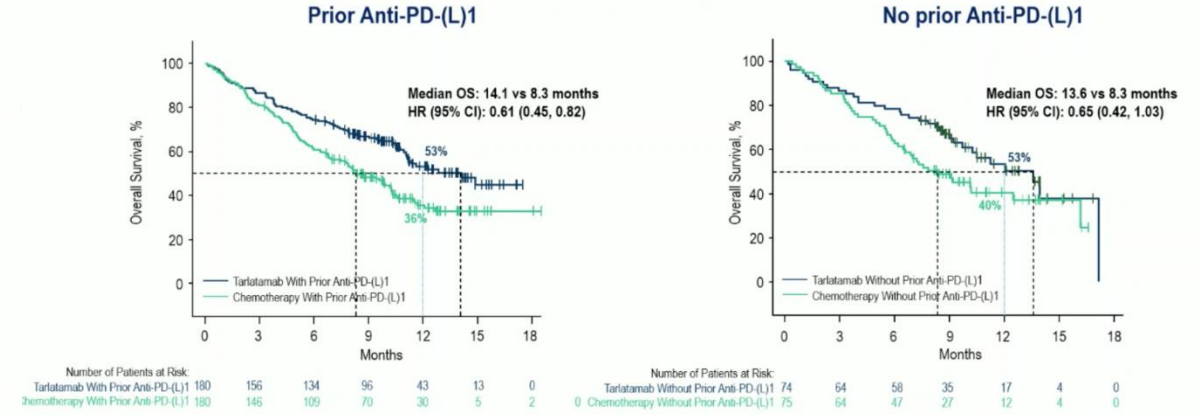 Prior Anti-PD-(L)1
No prior Anti-PD-(L)1
Overall Survival, %
100
80
60
40
20
0
Median OS: 14.1 vs 8.3 months
HR (95% CI): 0.61 (0.45, 0.82)
53%
36%
Tarlatamab With Prior Anti-PD-(L)1
Chemotherapy With Prior Anti-PD-(L)1
0 3 6 9 12 15 18
Months
Number of Patients at Risk:
Tarlatamab With Prior Anti-PD-(L)1 180 156 134 96 43 13 0
Chemotherapy With Prior Anti-PD-(L)1 180 146 109 70 30 5 2 0
Overall Survival, %
100
80
60
40
20
0
Median OS: 13.6 vs 8.3 months
HR (95% CI): 0.65 (0.42, 1.03)
53%
40%
Tarlatamab Without Prior Anti-PD-(L)1
Chemotherapy Without Prior Anti-PD-(L)1
0 3 6 9 12 15 18
Months
Number of Patients at Risk:
Tarlatamab Without Prior Anti-PD-(L)1 74 64 58 35 17 4 0
Chemotherapy Without Prior Anti-PD-(L)1 75 64 47 27 12 4 0